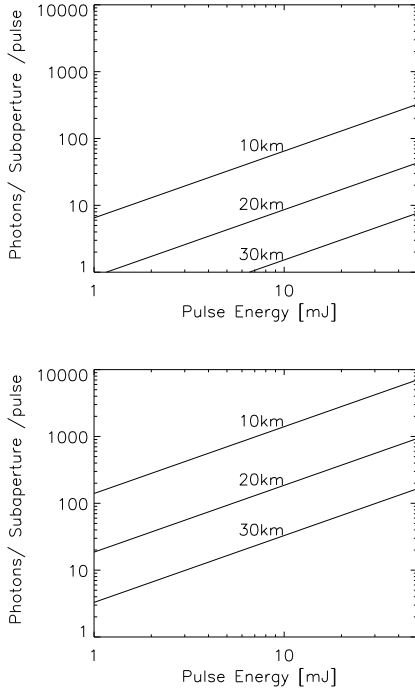 10000
1000
100
10
1
Photons/ Subaperture /pulse
10km
20km
30km
1
10
Pulse Energy [mJ]
10000
1000
100
10
1
Photons/ Subaperture /pulse
10km
20km
30km
1
10
Pulse Energy [mJ]